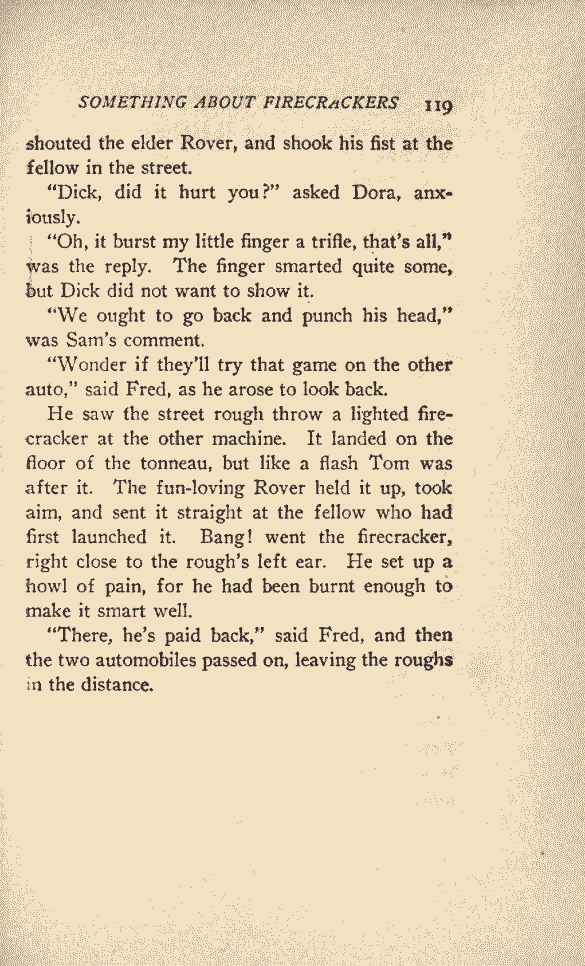 SOMETHING ABOUT FIRECRACKERS 119
shouted the elder Rover, and shook his fist at the
fellow in the street.
“Dick, did it hurt you?” asked Dora, anx-
iously.
“Oh, it burst my little finger a trifle, that’s all,”
was the reply. The finger smarted quite some,
but Dick did not want to show it.
“We ought to go back and punch his head,”
was Sam’s comment.
“Wonder if they’ll try that game on the other
auto,” said Fred, as he arose to look back.
He saw the street rough throw a lighted fire-
cracker at the other machine. It landed on the
floor of the tonneau, but like a flash Tom was
after it. The fun-loving Rover held it up, took
aim, and sent it straight at the fellow who had
first launched it. Bang! went the firecracker,
right close to the rough’s left ear. He set up a
howl of pain, for he had been burnt enough to
make it smart well.
“There, he’s paid back,” said Fred, and then
the two automobiles passed on, leaving the roughs
in the distance.